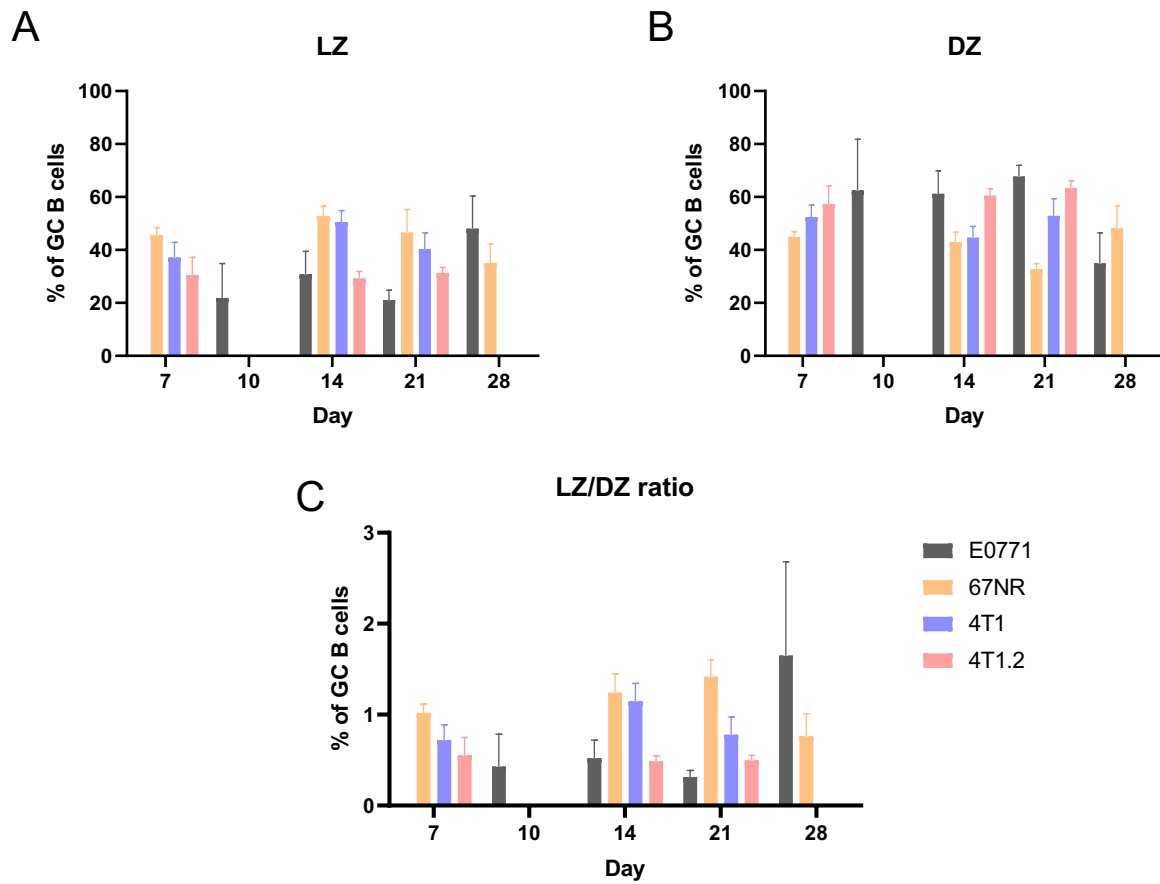 A
LZ
% of GC B cells
100
80
60
40
20
0
7 10 14 21 28
Day
B
DZ
% of GC B cells
100
80
60
40
20
0
7 10 14 21 28
Day
C
LZ/DZ ratio
% of GC B cells
3
2
1
0
7 10 14 21 28
Day
E0771
67NR
4T1
4T1.2